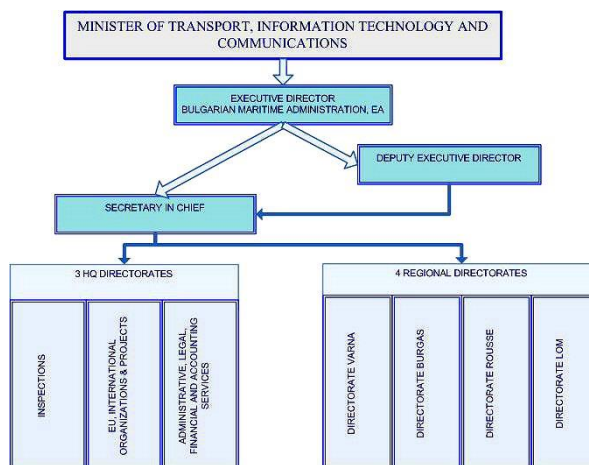 MINISTER OF TRANSPORT, INFORMATION TECHNOLOGY AND
COMMUNICATIONS
EXECUTIVE DIRECTOR
BULGARIAN MARITIME ADMINISTRATION, EA
DEPUTY EXECUTIVE DIRECTOR
SECRETARY IN CHIEF
3 HQ DIRECTORATES
4 REGIONAL DIRECTORATES
INSPECTIONS
EU, INTERNATIONAL
ORGANIZATIONS & PROJECTS
ADMINISTRATIVE, LEGAL,
FINANCIAL AND ACCOUNTING
SERVICES
DIRECTORATE VARNA
DIRECTORATE BURGAS
DIRECTORATE ROUSSE
DIRECTORATE LOM